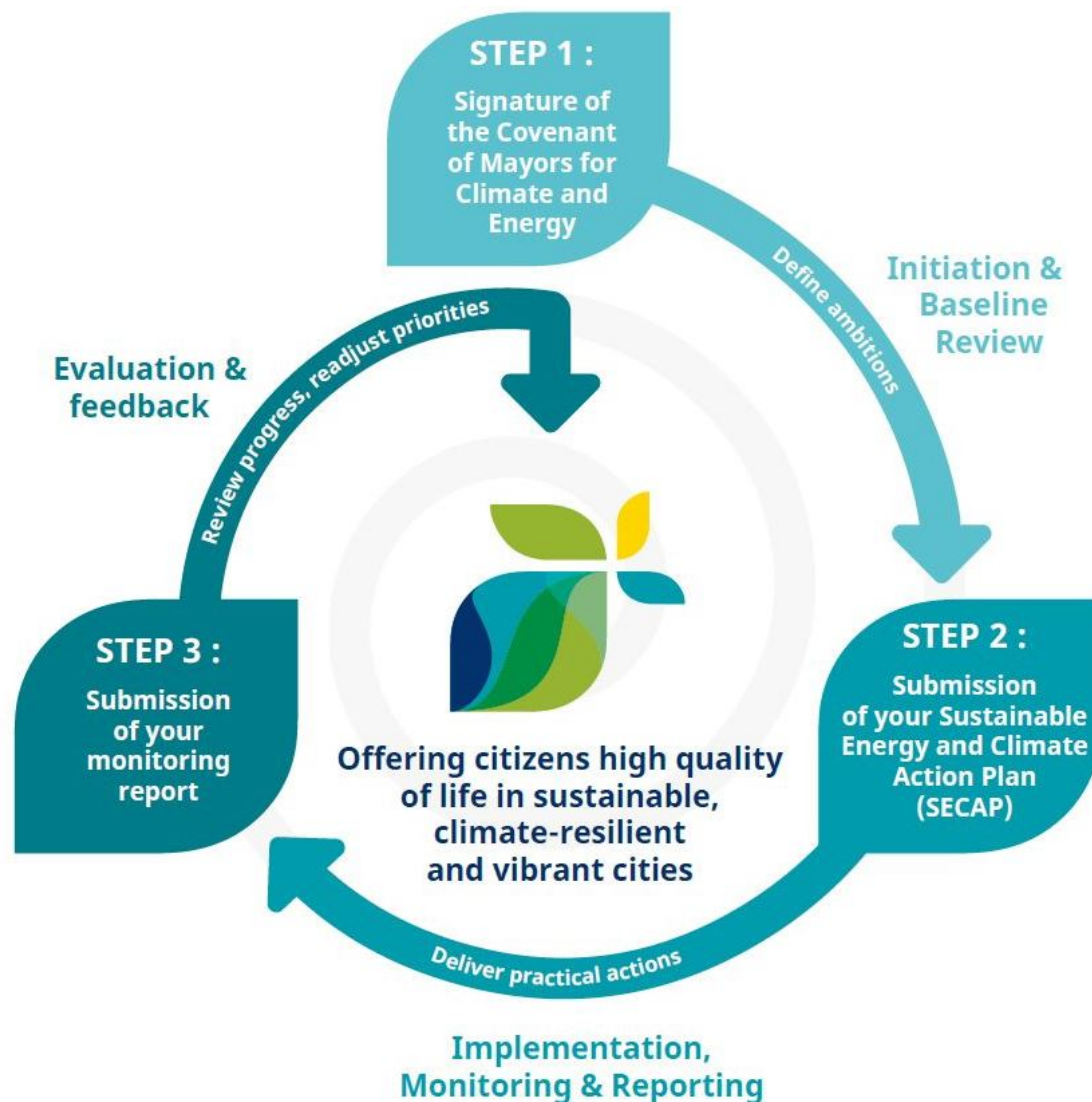 STEP 1 :
Signature of
the Covenant
of Mayors for
Climate and
Energy
Define ambitions
Initiation &
Baseline
Review
STEP 2 :
Submission
of your Sustainable
Energy and Climate
Action Plan
(SECAP)
Deliver practical actions
Implementation,
Monitoring & Reporting
STEP 3 :
Submission
of your
monitoring
report
Review progress, readjust priorities
Evaluation &
feedback
Offering citizens high quality
of life in sustainable,
climate-resilient
and vibrant cities